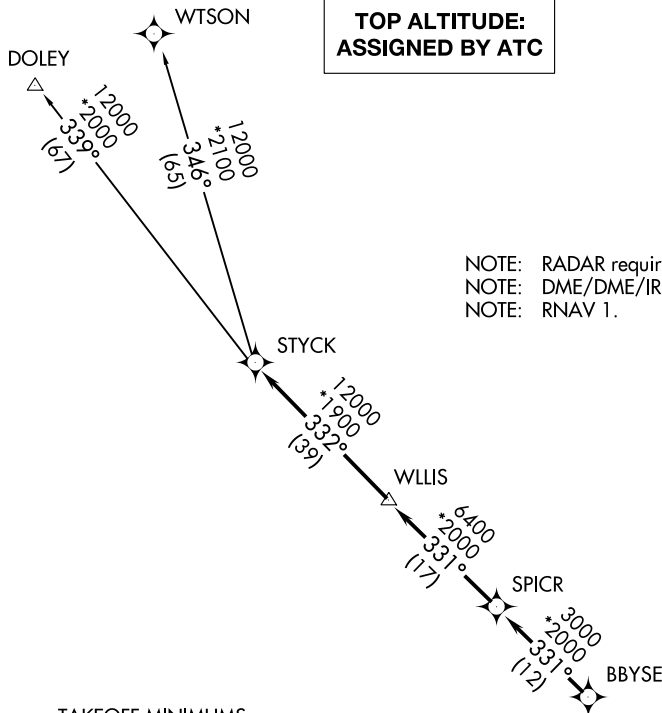 TOP ALTITUDE:
ASSIGNED BY ATC
WTSON
DOLEY
12000
*2000
339°
(67)
12000
*2100
346°
(65)
NOTE: RADAR requir
NOTE: DME/DME/IR
NOTE: RNAV 1.
STYCK
12000
*1900
332°
(39)
WLLIS
6400
*2000
331°
(17)
SPICR
3000
*2000
331°
(12)
BBYSE
TAKEOFF MINIMUMS